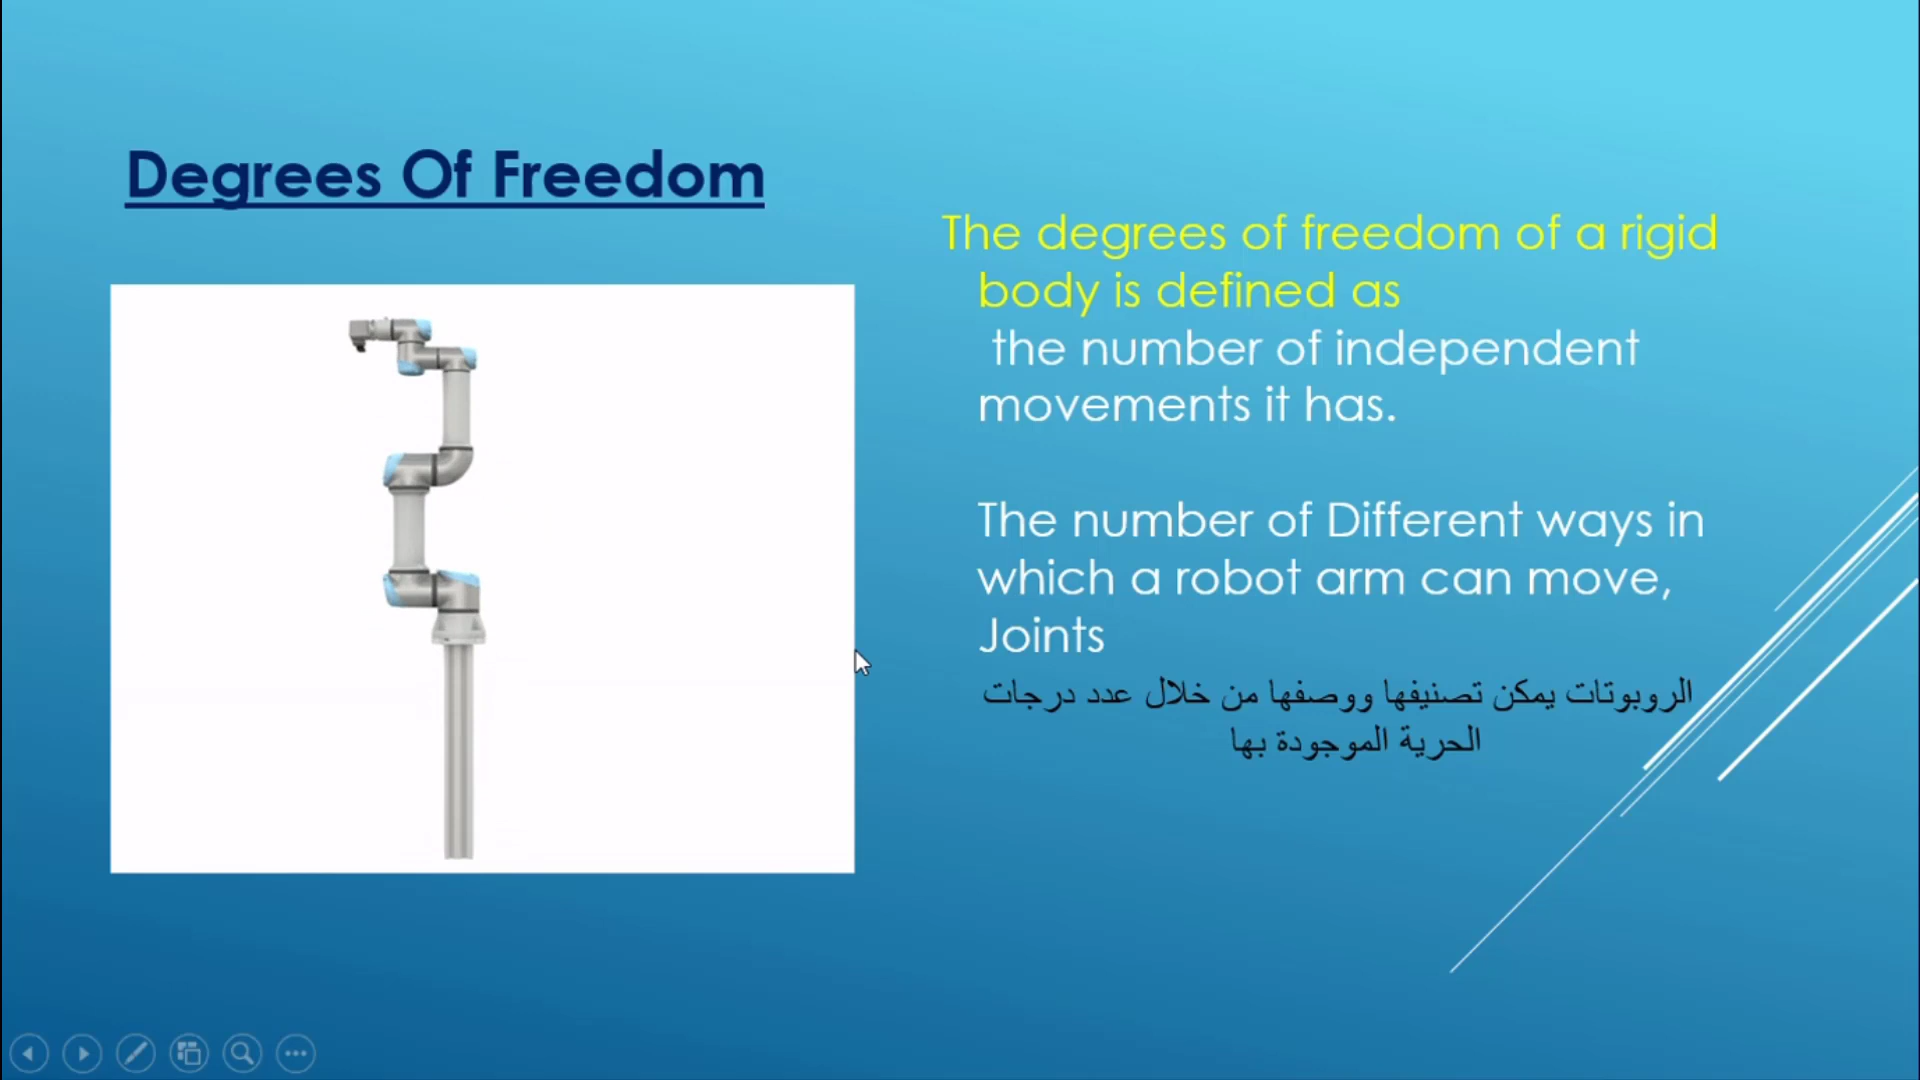 Degrees Of Freedom
The degrees of freedom of a rigid
body is defined as
the number of independent
movements it has.
The number of Different ways in
which a robot arm can move,
Joints
الروبوتات يمكن تصنيفها ووصفها من خلال عدد درجات
الحرية الموجودة بها